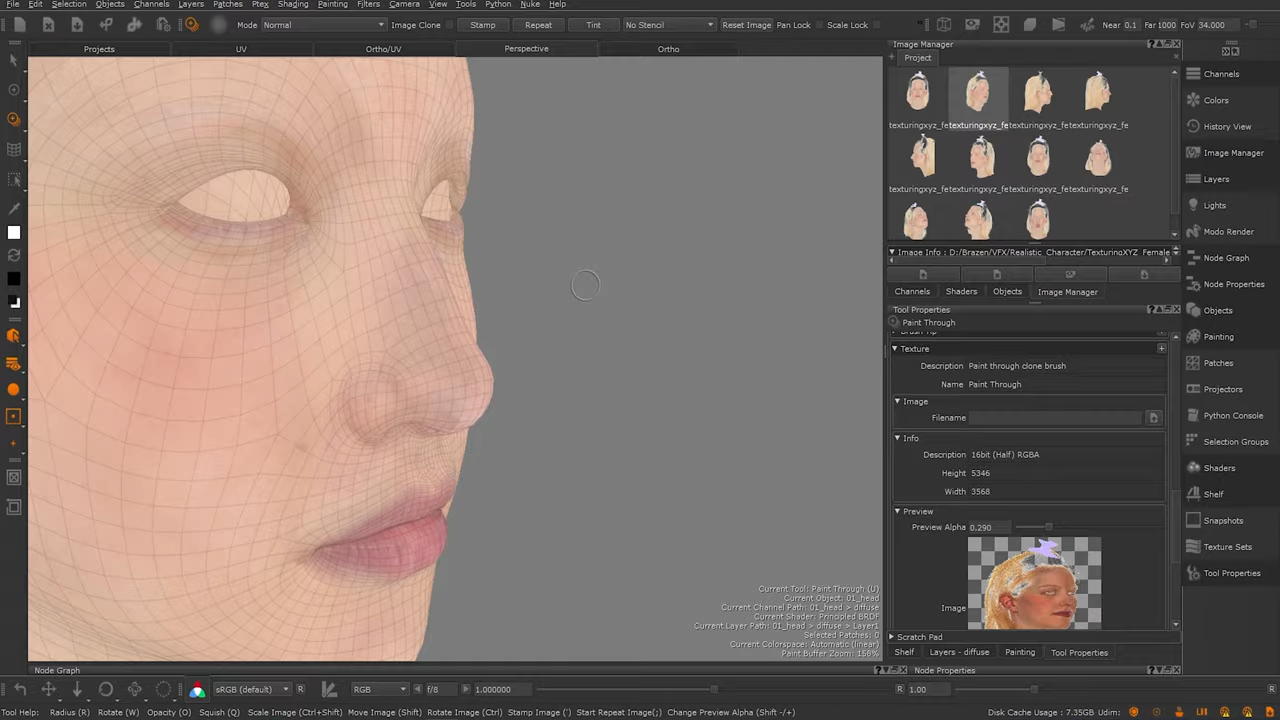 File Edit Selection Objects Channels Layers Patches Ptex Shading Painting Filters Camera View Tools Python Nuke Help
Mode Normal Image Clone Stamp Repeat Tint No Stencil Reset Image Pan Lock Scale Lock Near 0.1 Far 1000 FoV 34.000
Projects UV Ortho/UV Perspective Ortho
Image Manager
Project
texturingxyz_fe texturingxyz_fe texturingxyz_fe texturingxyz_fe
texturingxyz_fe texturingxyz_fe texturingxyz_fe texturingxyz_fe
Image Info : D:/Brazen/VFX/Realistic_Character/TexturingXYZ_Female
Channels Shaders Objects Image Manager
Tool Properties
Paint Through
Texture
Description Paint through clone brush
Name Paint Through
Image
Filename
Info
Description 16bit (Half) RGBA
Height 5346
Width 3568
Preview
Preview Alpha 0.290
Image
Scratch Pad
Shelf Layers - diffuse Painting Tool Properties
Channels
Colors
History View
Image Manager
Layers
Lights
Modo Render
Node Graph
Node Properties
Objects
Painting
Patches
Projectors
Python Console
Selection Groups
Shaders
Shelf
Snapshots
Texture Sets
Tool Properties
Current Tool: Paint Through (U)
Current Object: 01_head
Current Channel Path: 01_head > diffuse
Current Shader: Principled BRDF
Current Layer Path: 01_head > diffuse > Layer1
Selected Patches: 0
Current Colorspace: Automatic (linear)
Paint Buffer Zoom: 158%
Node Graph Node Properties
sRGB (default) R RGB f/8 1.000000 R 1.00 R
Tool Help: Radius (R) Rotate (W) Opacity (O) Squish (Q) Scale Image (Ctrl+Shift) Move Image (Shift) Rotate Image (Ctrl) Stamp Image (') Start Repeat Image(;) Change Preview Alpha (Shift -/+) Disk Cache Usage: 7.35GB Udim: